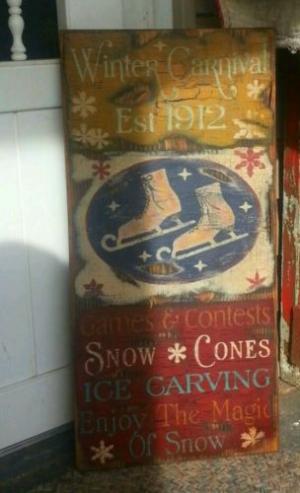 Winter Carnival
Est 1912
Games & Contests
SNOW * CONES
ICE CARVING
Enjoy The Magic
Of Snow